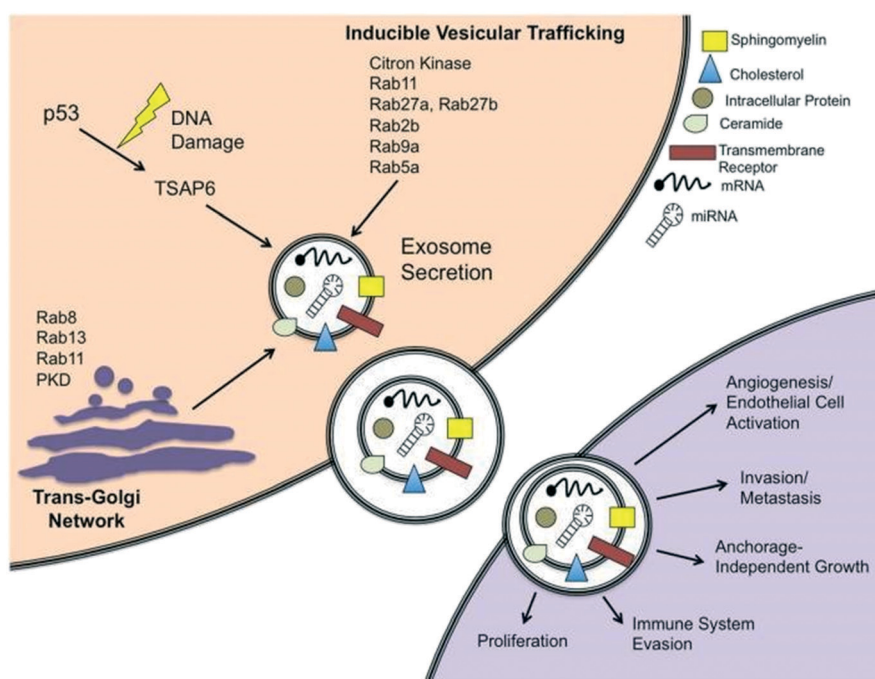 Inducible Vesicular Trafficking
Citron Kinase
Rab11
Rab27a, Rab27b
Rab2b
Rab9a
Rab5a
p53
DNA
Damage
TSAP6
Exosome
Secretion
Rab8
Rab13
Rab11
PKD
Trans-Golgi
Network
Sphingomyelin
Cholesterol
Intracellular Protein
Ceramide
Transmembrane
Receptor
mRNA
miRNA
Angiogenesis/
Endothelial Cell
Activation
Invasion/
Metastasis
Anchorage-
Independent Growth
Immune System
Evasion
Proliferation